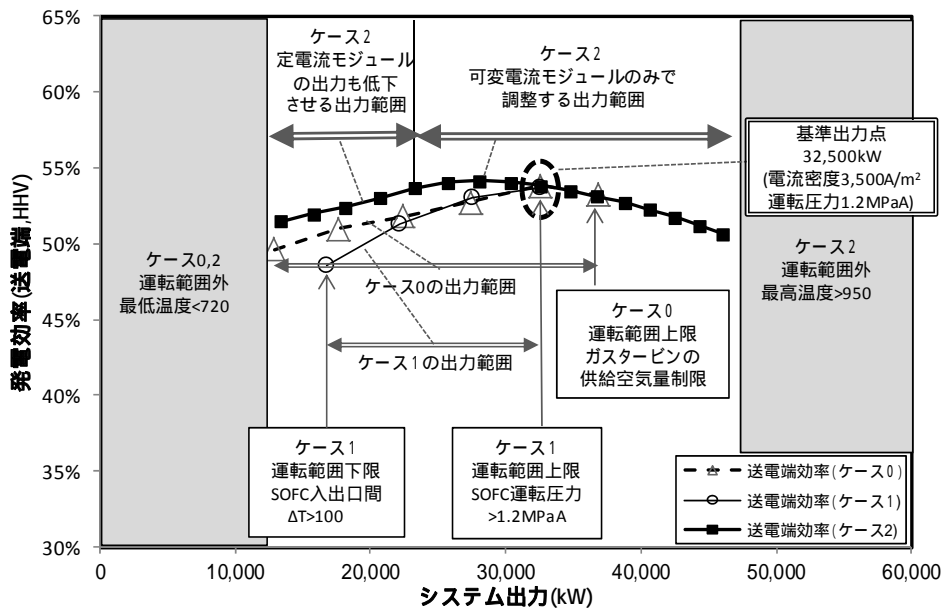 65%
60%
55%
50%
45%
40%
35%
30%
発電効率(送電端,HHV)
0
10,000
20,000
30,000
40,000
50,000
60,000
システム出力(kW)
ケース2
定電流モジュール
の出力も低下
させる出力範囲
ケース2
可変電流モジュールのみで
調整する出力範囲
基準出力点
32,500kW
(電流密度3,500A/m²
運転圧力1.2MPaA)
ケース0,2
運転範囲外
最低温度<720
ケース2
運転範囲外
最高温度>950
ケース0の出力範囲
ケース1の出力範囲
ケース0
運転範囲上限
ガスタービンの
供給空気量制限
ケース1
運転範囲下限
SOFC入出口間
ΔT>100
ケース1
運転範囲上限
SOFC運転圧力
>1.2MPaA
送電端効率(ケース0)
送電端効率(ケース1)
送電端効率(ケース2)